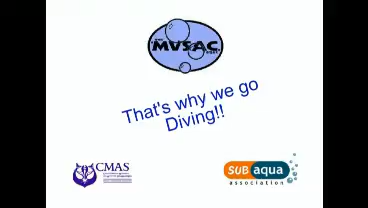 MVSAC
That's why we go
Diving!!
CMAS
SUB aqua
association